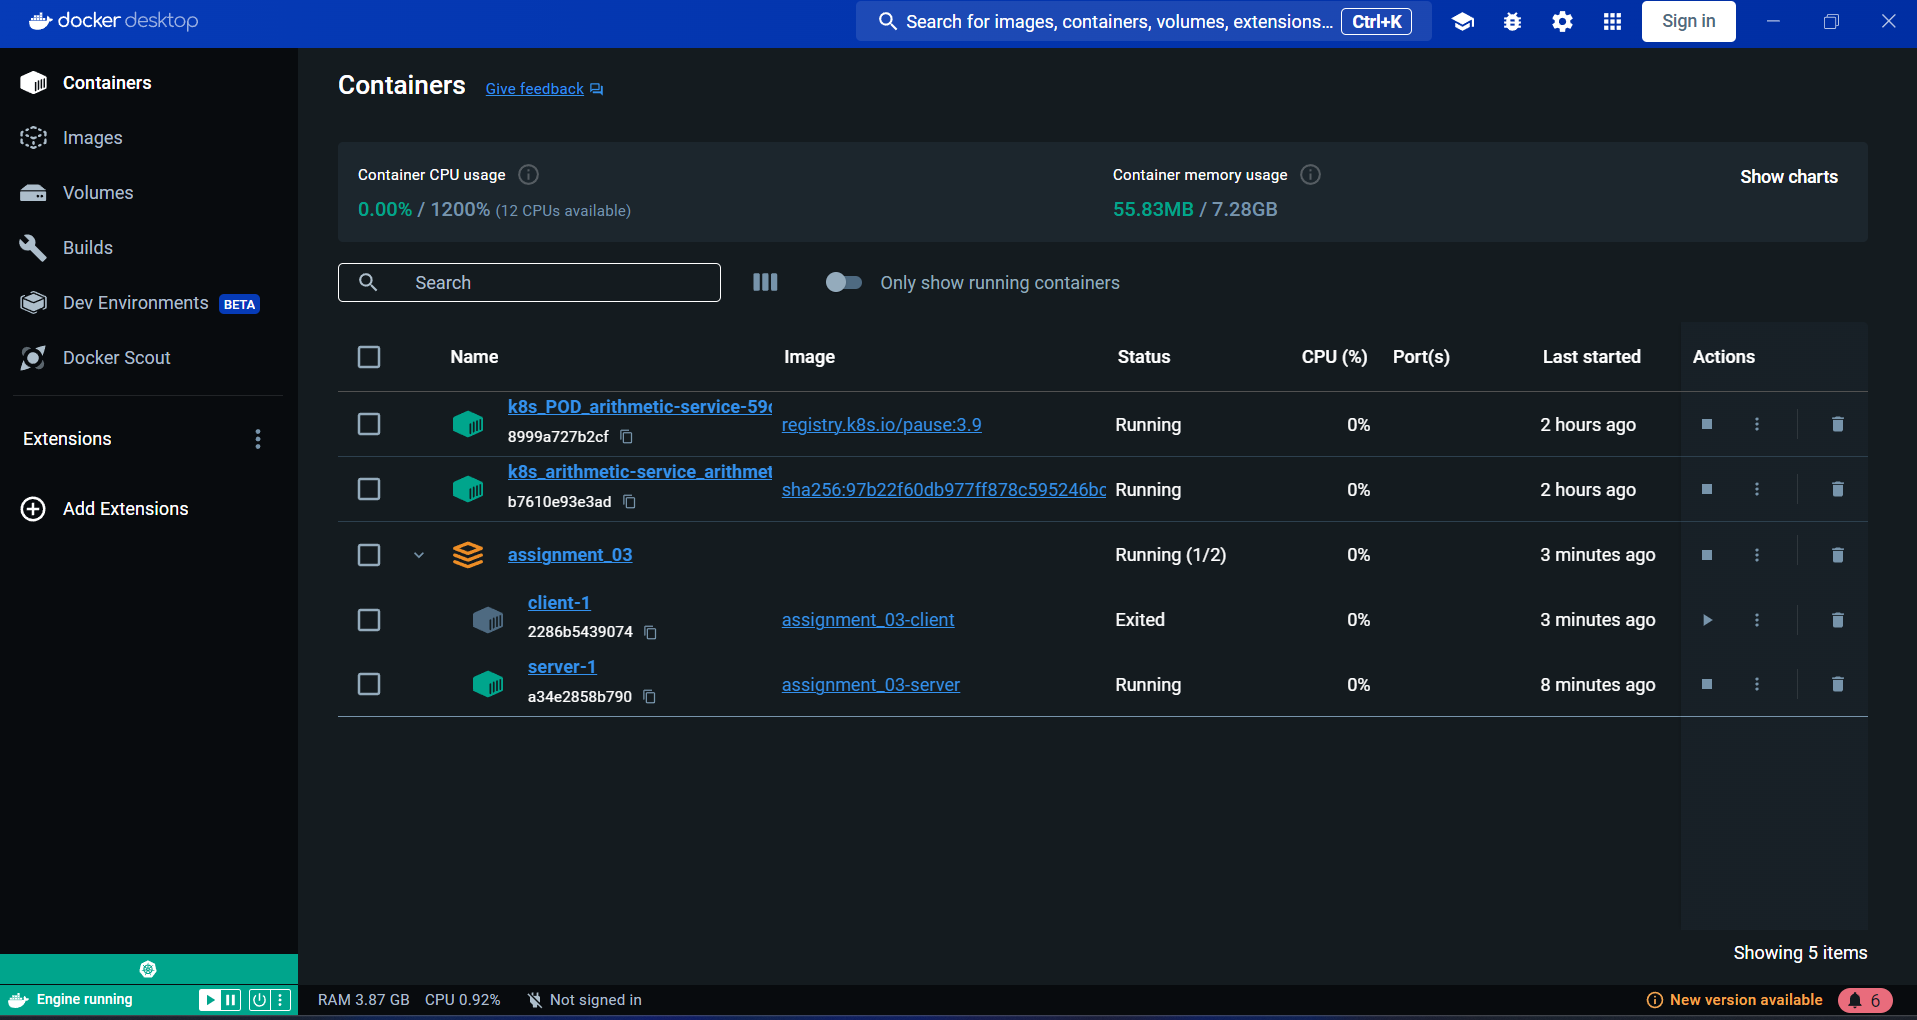 docker desktop
Search for images, containers, volumes, extensions... Ctrl+K
Sign in
Containers
Images
Volumes
Builds
Dev Environments BETA
Docker Scout
Extensions
Add Extensions
Containers Give feedback
Container CPU usage
0.00% / 1200% (12 CPUs available)
Container memory usage
55.83MB / 7.28GB
Show charts
Search
Only show running containers
Name Image Status CPU (%) Port(s) Last started Actions
k8s_POD_arithmetic-service-59
8999a727b2cf
registry.k8s.io/pause:3.9 Running 0% 2 hours ago
k8s_arithmetic-service_arithmet
b7610e93e3ad
sha256:97b22f60db977ff878c595246bc Running 0% 2 hours ago
assignment_03 Running (1/2) 0% 3 minutes ago
client-1
2286b5439074
assignment_03-client Exited 0% 3 minutes ago
server-1
a34e2858b790
assignment_03-server Running 0% 8 minutes ago
Showing 5 items
Engine running
RAM 3.87 GB CPU 0.92% Not signed in
New version available 6